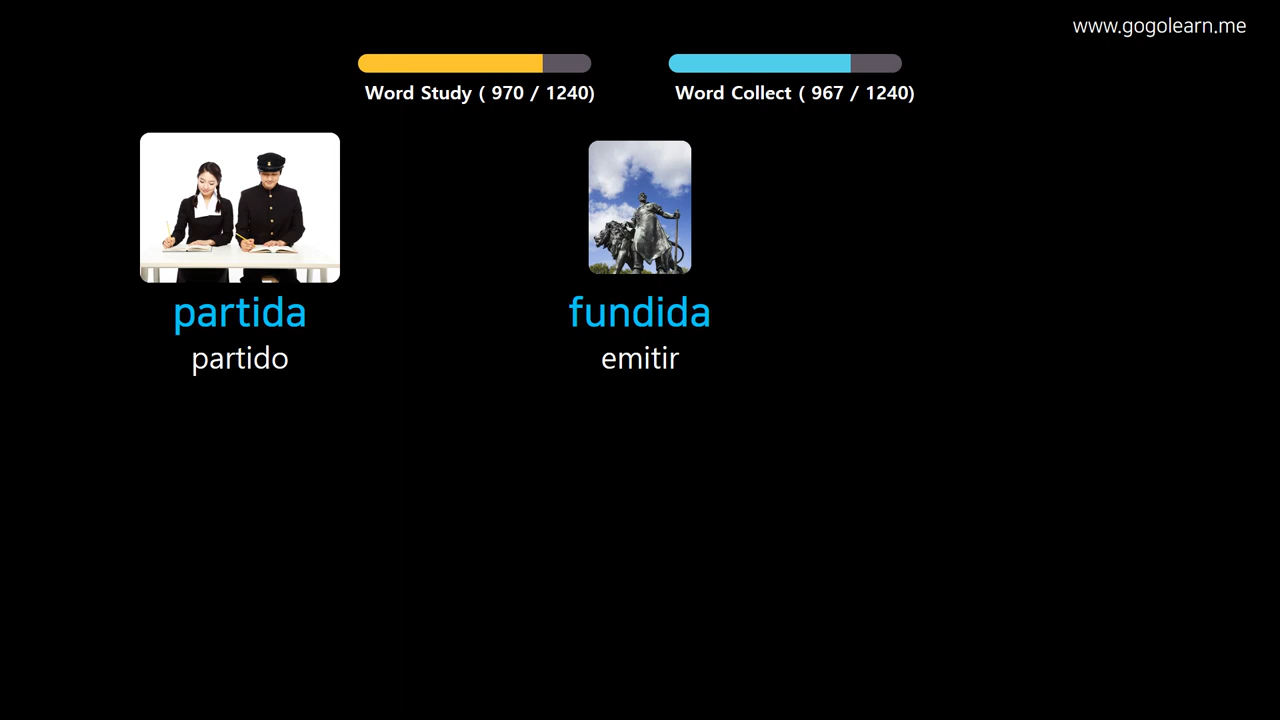 www.gogolearn.me
Word Study ( 970 / 1240)
Word Collect ( 967 / 1240)
partida
partido
fundida
emitir